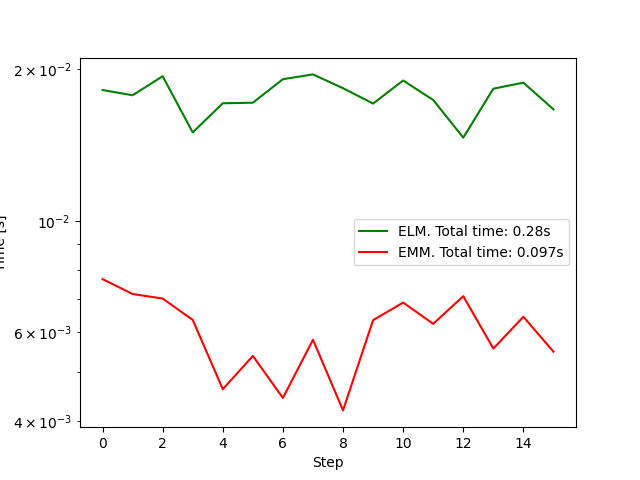 2 × 10⁻²
10⁻²
6 × 10⁻³
4 × 10⁻³
Time [s]
ELM. Total time: 0.28s
EMM. Total time: 0.097s
0 2 4 6 8 10 12 14
Step